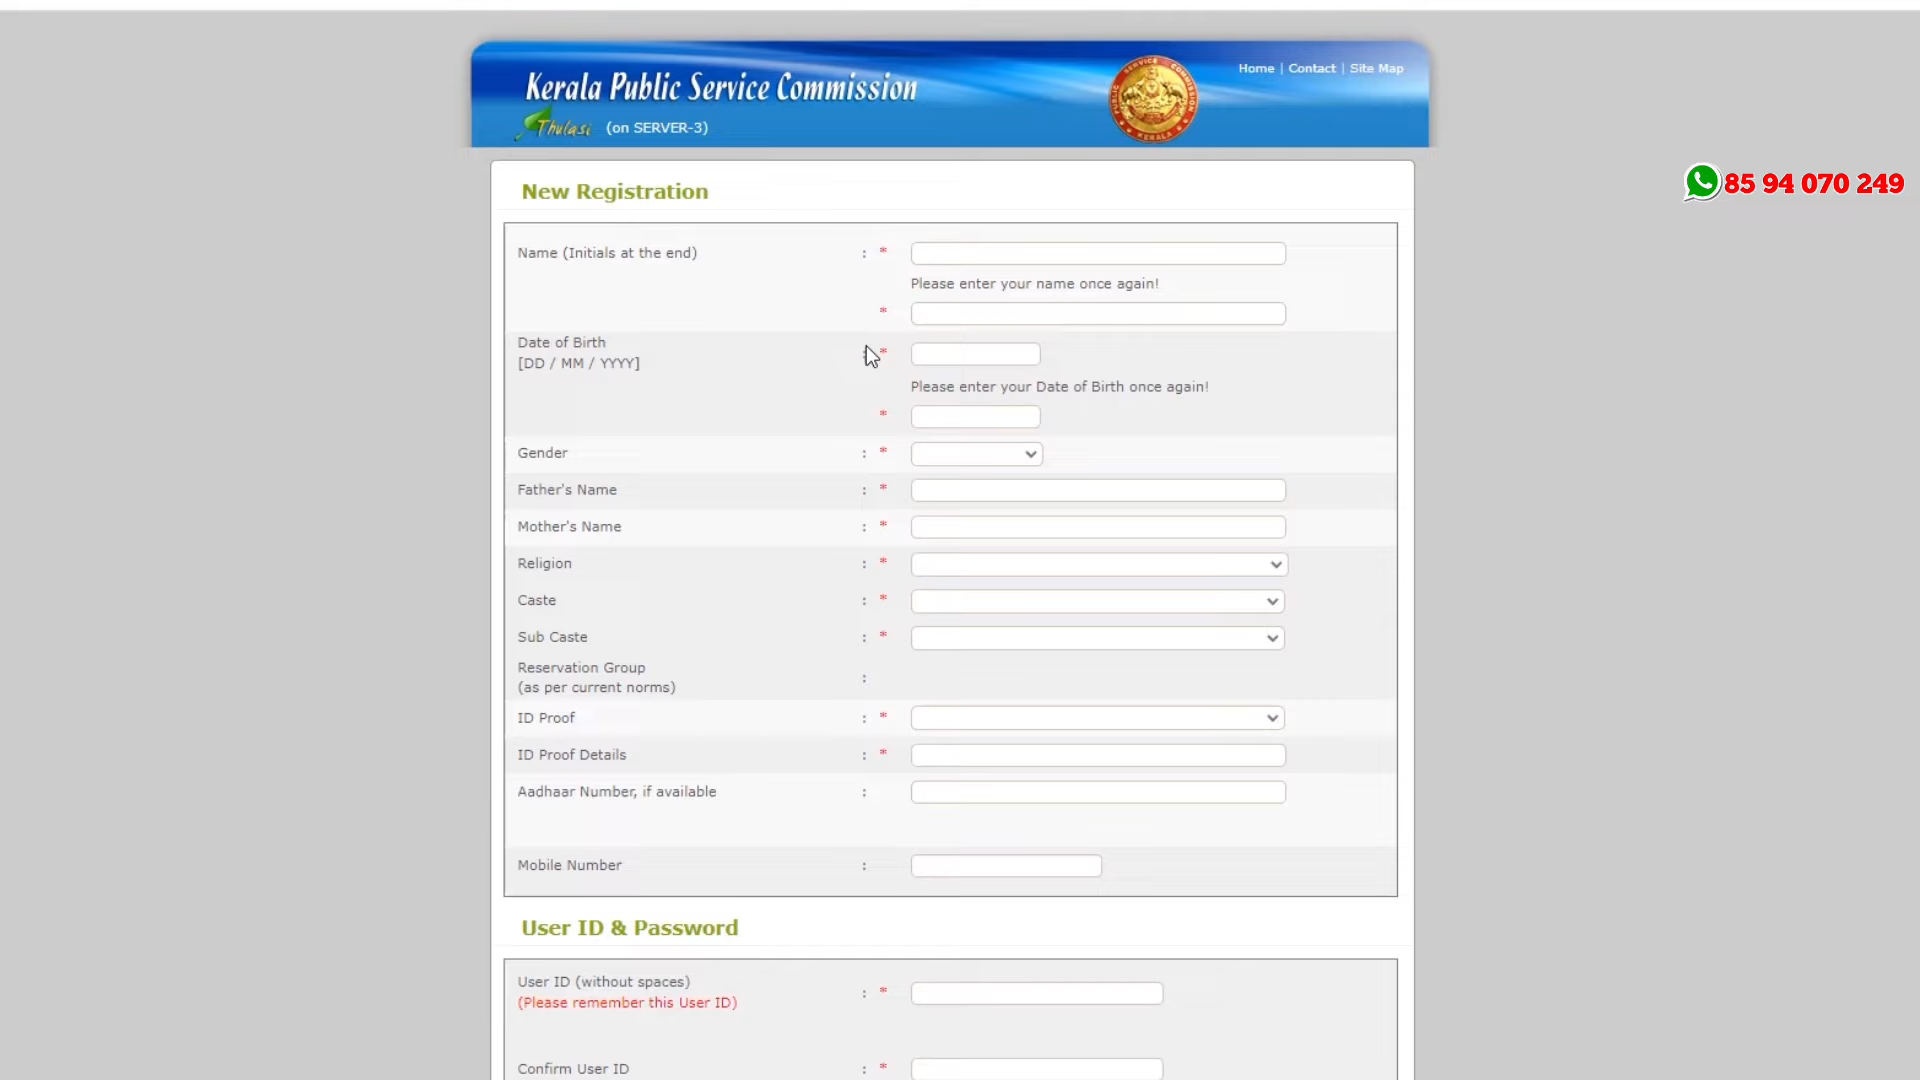 Kerala Public Service Commission
Home | Contact | Site Map
Thulasi (on SERVER-3)
85 94 070 249
New Registration
Name (Initials at the end) : *
Please enter your name once again!
*
Date of Birth
[DD / MM / YYYY] : *
Please enter your Date of Birth once again!
*
Gender : *
Father's Name : *
Mother's Name : *
Religion : *
Caste : *
Sub Caste : *
Reservation Group
(as per current norms) :
ID Proof : *
ID Proof Details : *
Aadhaar Number, if available :
Mobile Number :
User ID & Password
User ID (without spaces)
(Please remember this User ID) : *
Confirm User ID : *